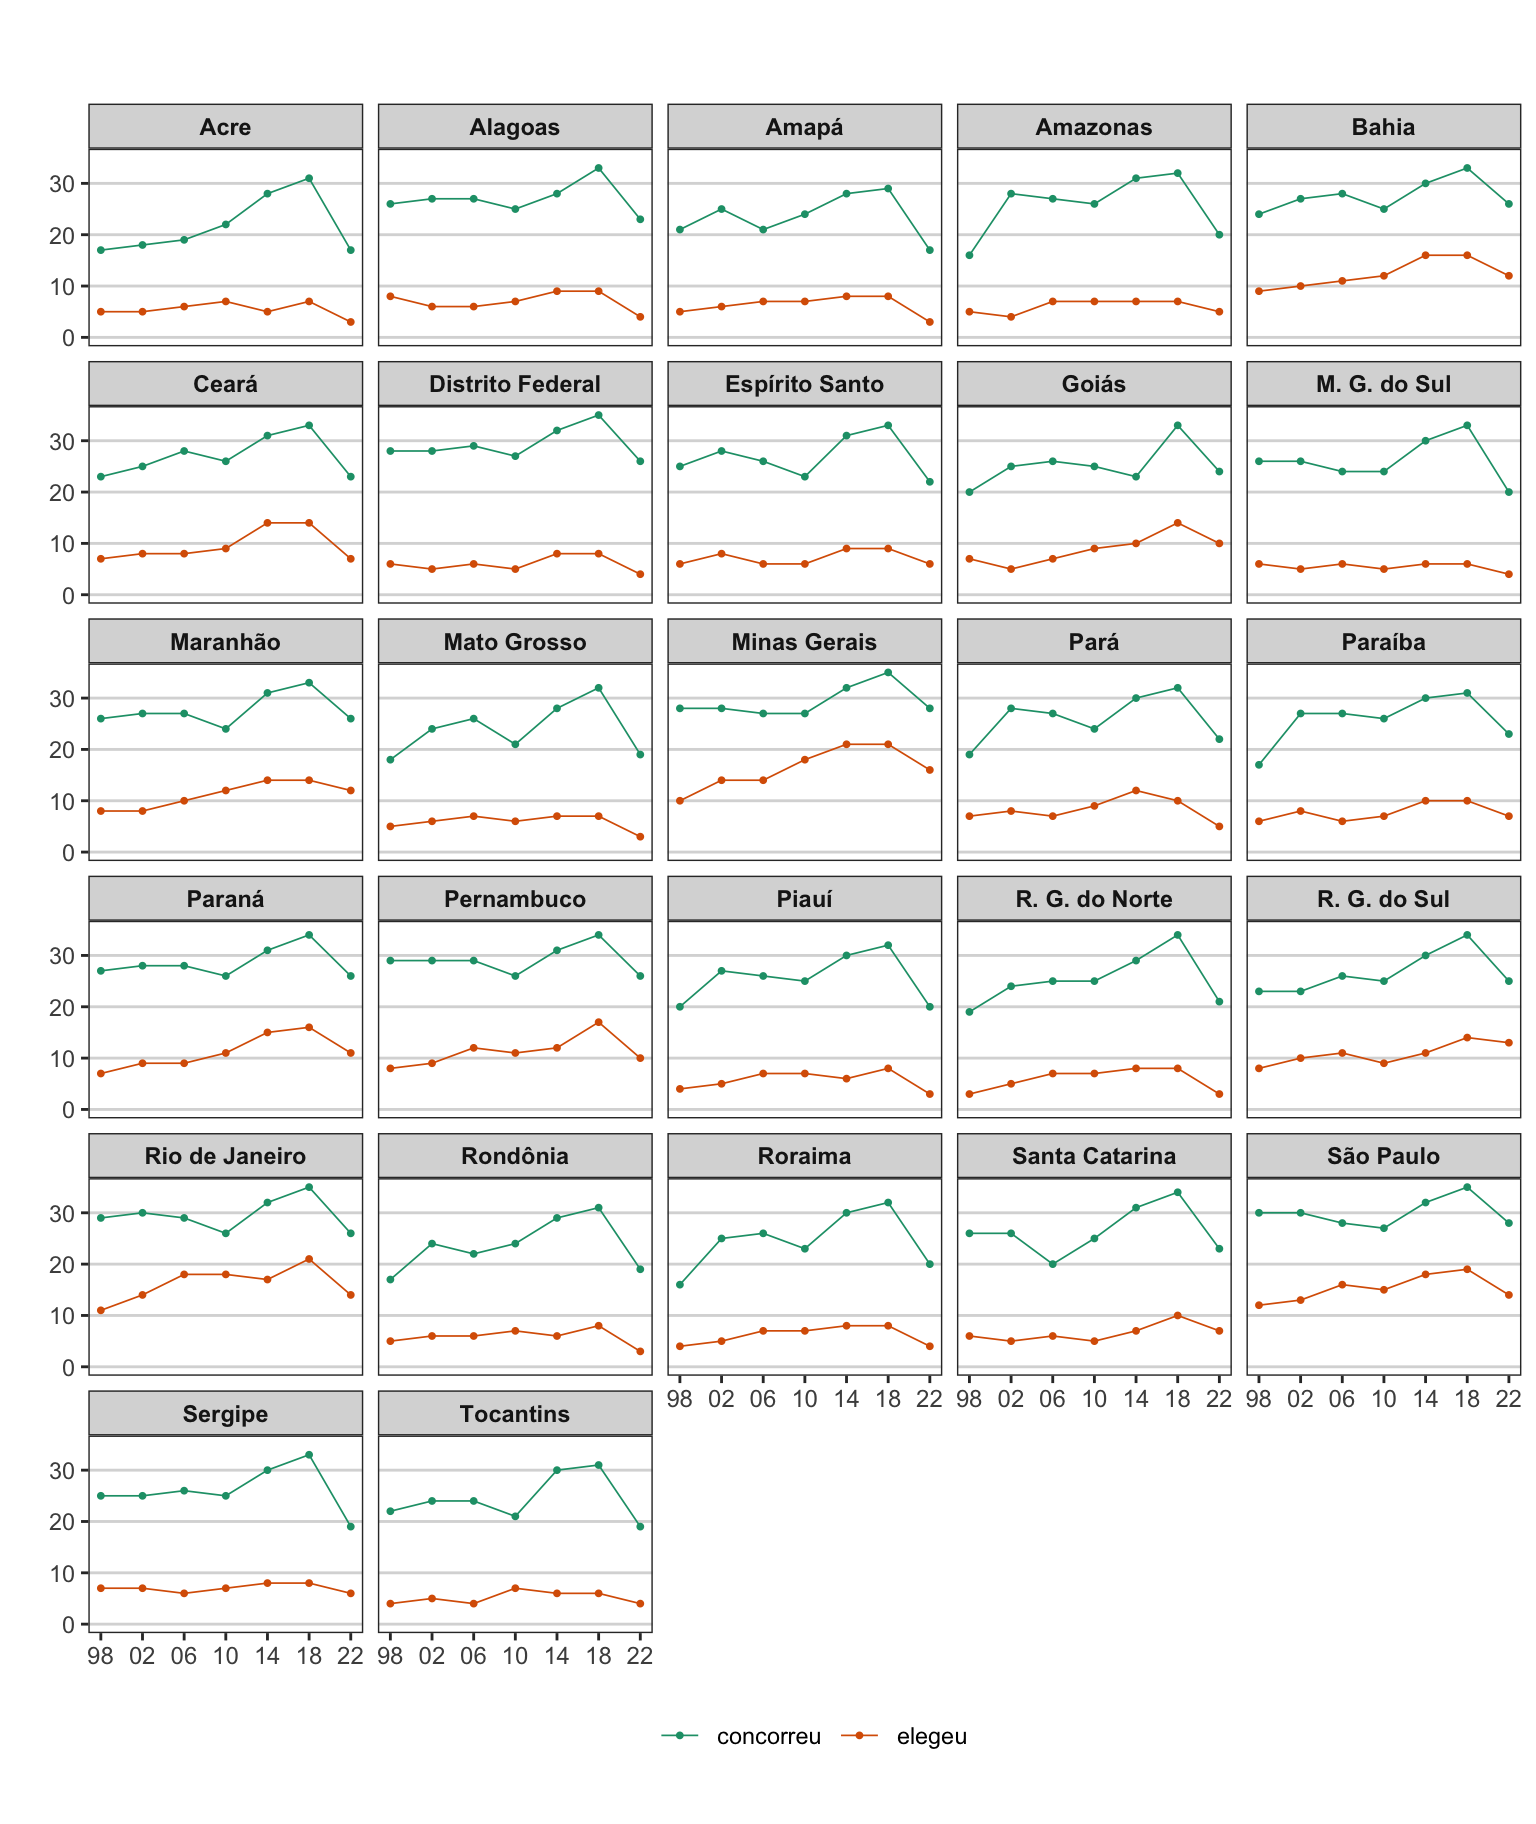 Acre Alagoas Amapá Amazonas Bahia
30
20
10
0
Ceará Distrito Federal Espírito Santo Goiás M. G. do Sul
30
20
10
0
Maranhão Mato Grosso Minas Gerais Pará Paraíba
30
20
10
0
Paraná Pernambuco Piauí R. G. do Norte R. G. do Sul
30
20
10
0
Rio de Janeiro Rondônia Roraima Santa Catarina São Paulo
30
20
10
0
98 02 06 10 14 18 22 98 02 06 10 14 18 22 98 02 06 10 14 18 22
Sergipe Tocantins
30
20
10
0
98 02 06 10 14 18 22 98 02 06 10 14 18 22
concorreu elegeu